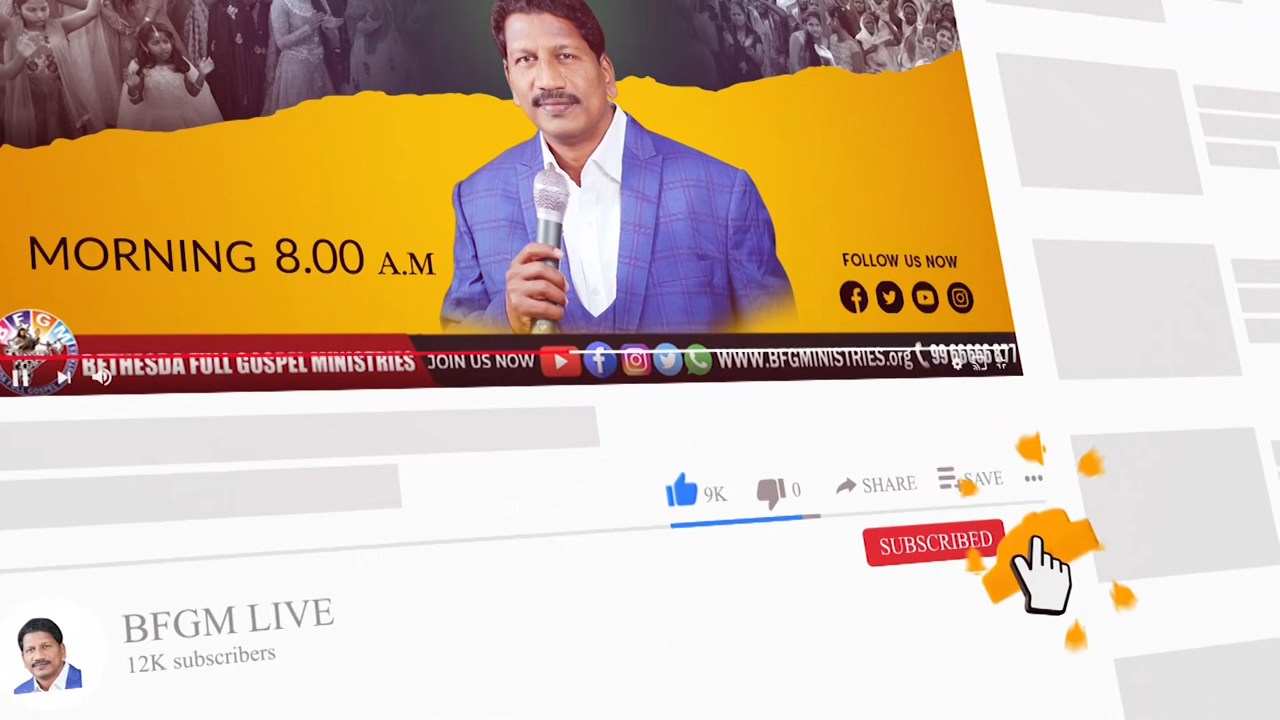 MORNING 8.00 A.M
FOLLOW US NOW
BFGM
BETHESDA FULL GOSPEL MINISTRIES JOIN US NOW WWW.BFGMINISTRIES.org
9K 0 SHARE SAVE
SUBSCRIBED
BFGM LIVE
12K subscribers